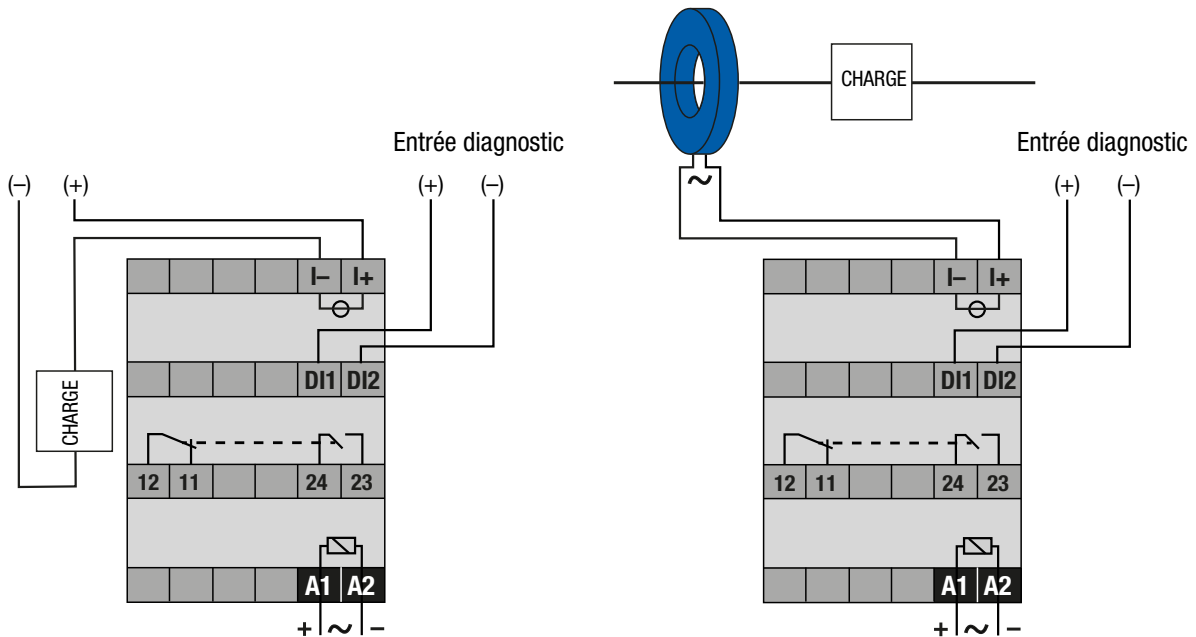 Entrée diagnostic
(–) (+) (+) (–)
I– I+
DI1 DI2
CHARGE
12 11 24 23
A1 A2
+ ~ –
CHARGE
Entrée diagnostic
~ (+) (–)
I– I+
DI1 DI2
12 11 24 23
A1 A2
+ ~ –